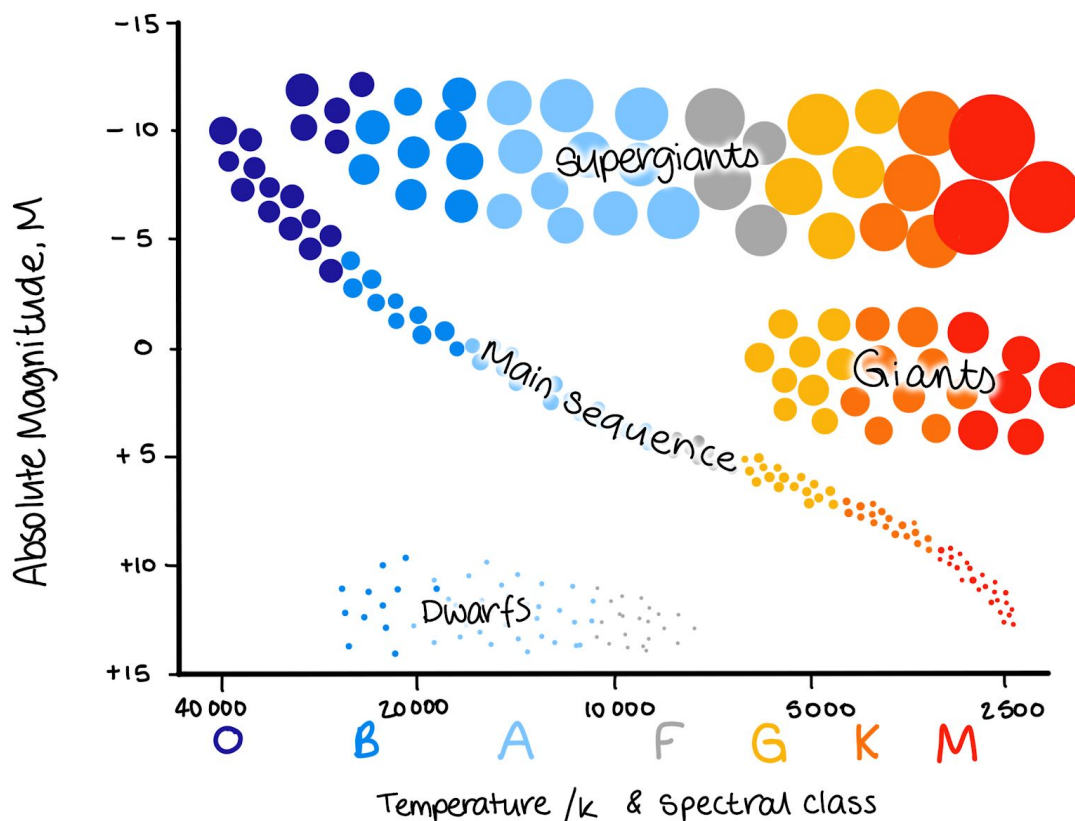 -15
-10
-5
0
+5
+10
+15
Absolute Magnitude, M
Supergiants
Giants
Main sequence
Dwarfs
40 000 20 000 10 000 5000 2500
O B A F G K M
Temperature /k & spectral class